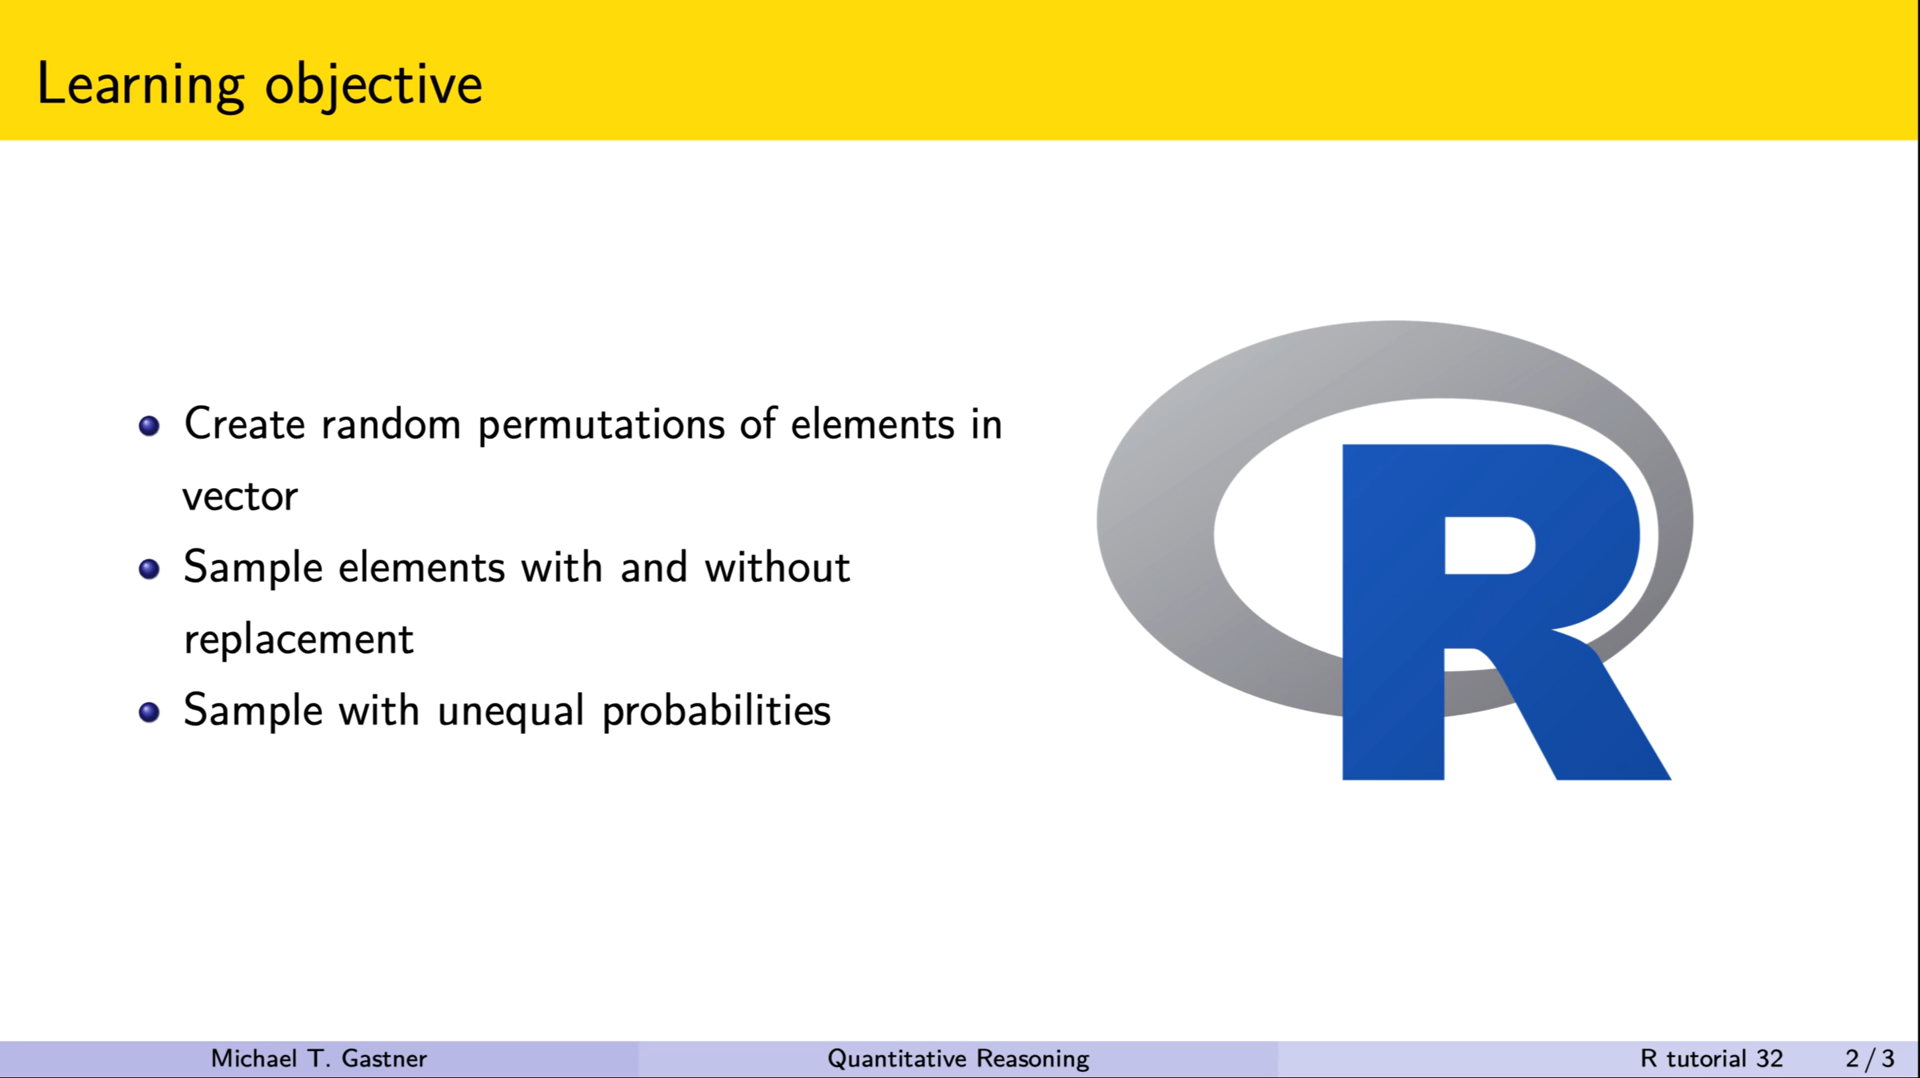 Learning objective
Create random permutations of elements in
vector
Sample elements with and without
replacement
Sample with unequal probabilities
R
Michael T. Gastner Quantitative Reasoning R tutorial 32 2 / 3